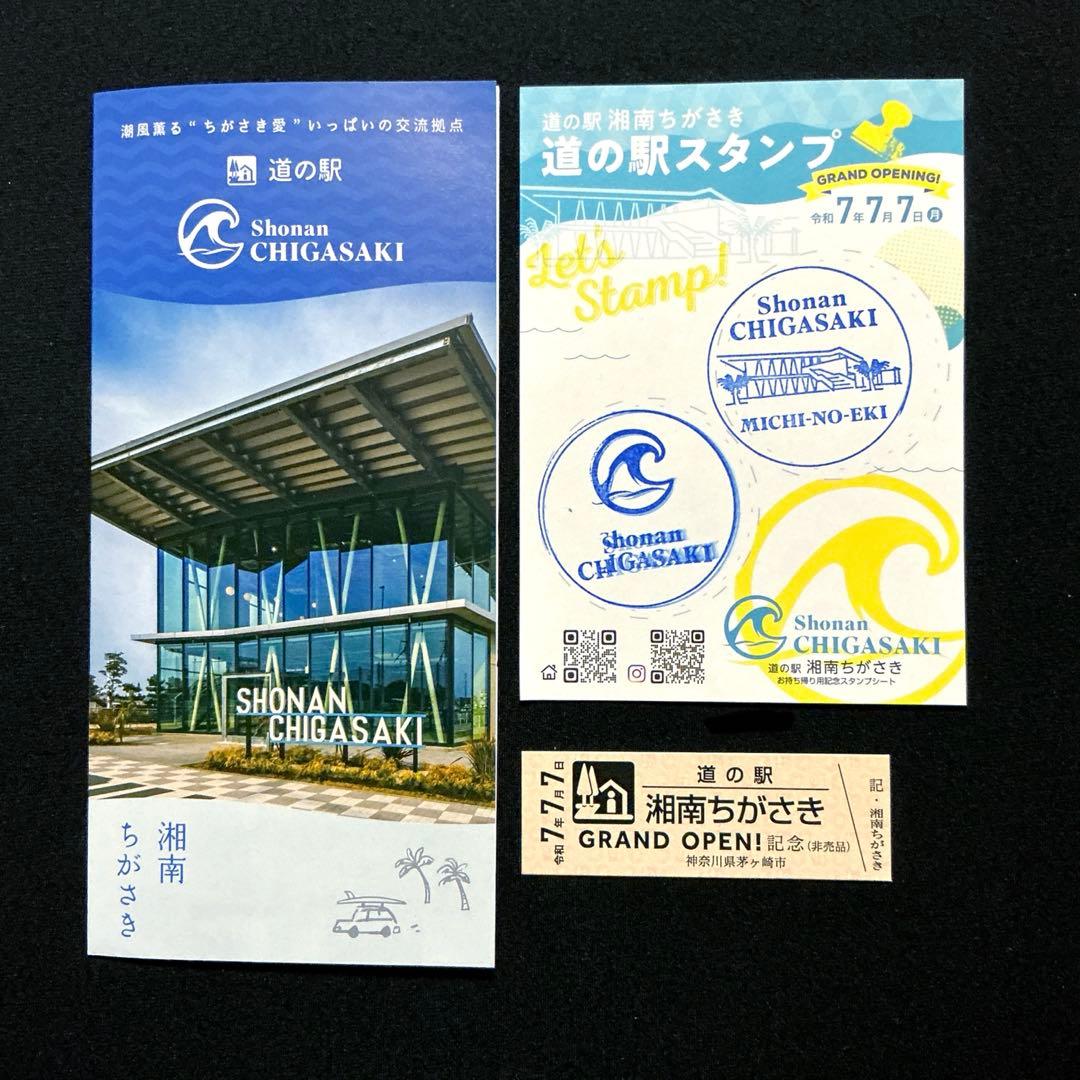 潮風薫る“ちがさき愛”いっぱいの交流拠点
道の駅
Shonan
CHIGASAKI
SHONAN
CHIGASAKI
湘南
ちがさき
道の駅 湘南ちがさき
道の駅スタンプ
GRAND OPENING!
令和7年7月7日(月)
Let's
Stamp!
Shonan
CHIGASAKI
MICHI-NO-EKI
Shonan
CHIGASAKI
Shonan
CHIGASAKI
道の駅 湘南ちがさき
お持ち帰り用記念スタンプシート
令和7年7月7日
道の駅
湘南ちがさき
GRAND OPEN!記念(非売品)
神奈川県茅ヶ崎市
記・湘南ちがさき